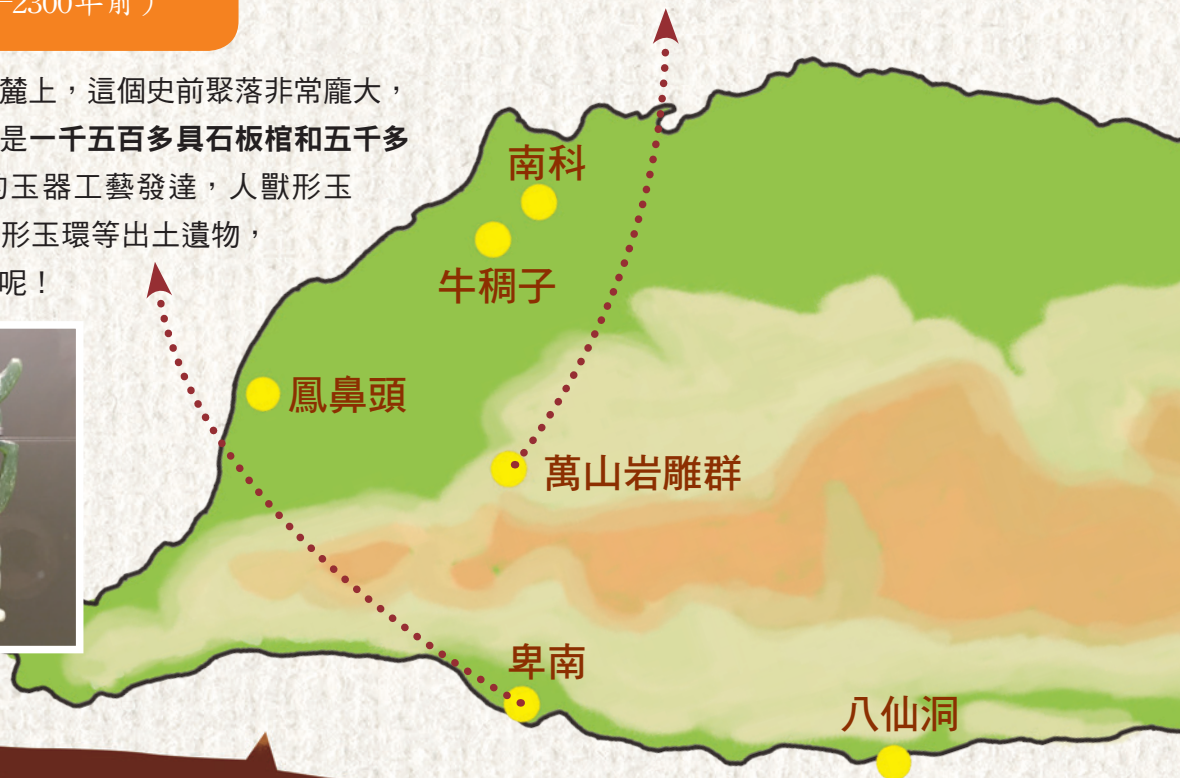 –2300年前）
麓上，這個史前聚落非常龐大，
是一千五百多具石板棺和五千多
的玉器工藝發達，人獸形玉
形玉環等出土遺物，
呢！
南科
牛稠子
鳳鼻頭
萬山岩雕群
卑南
八仙洞